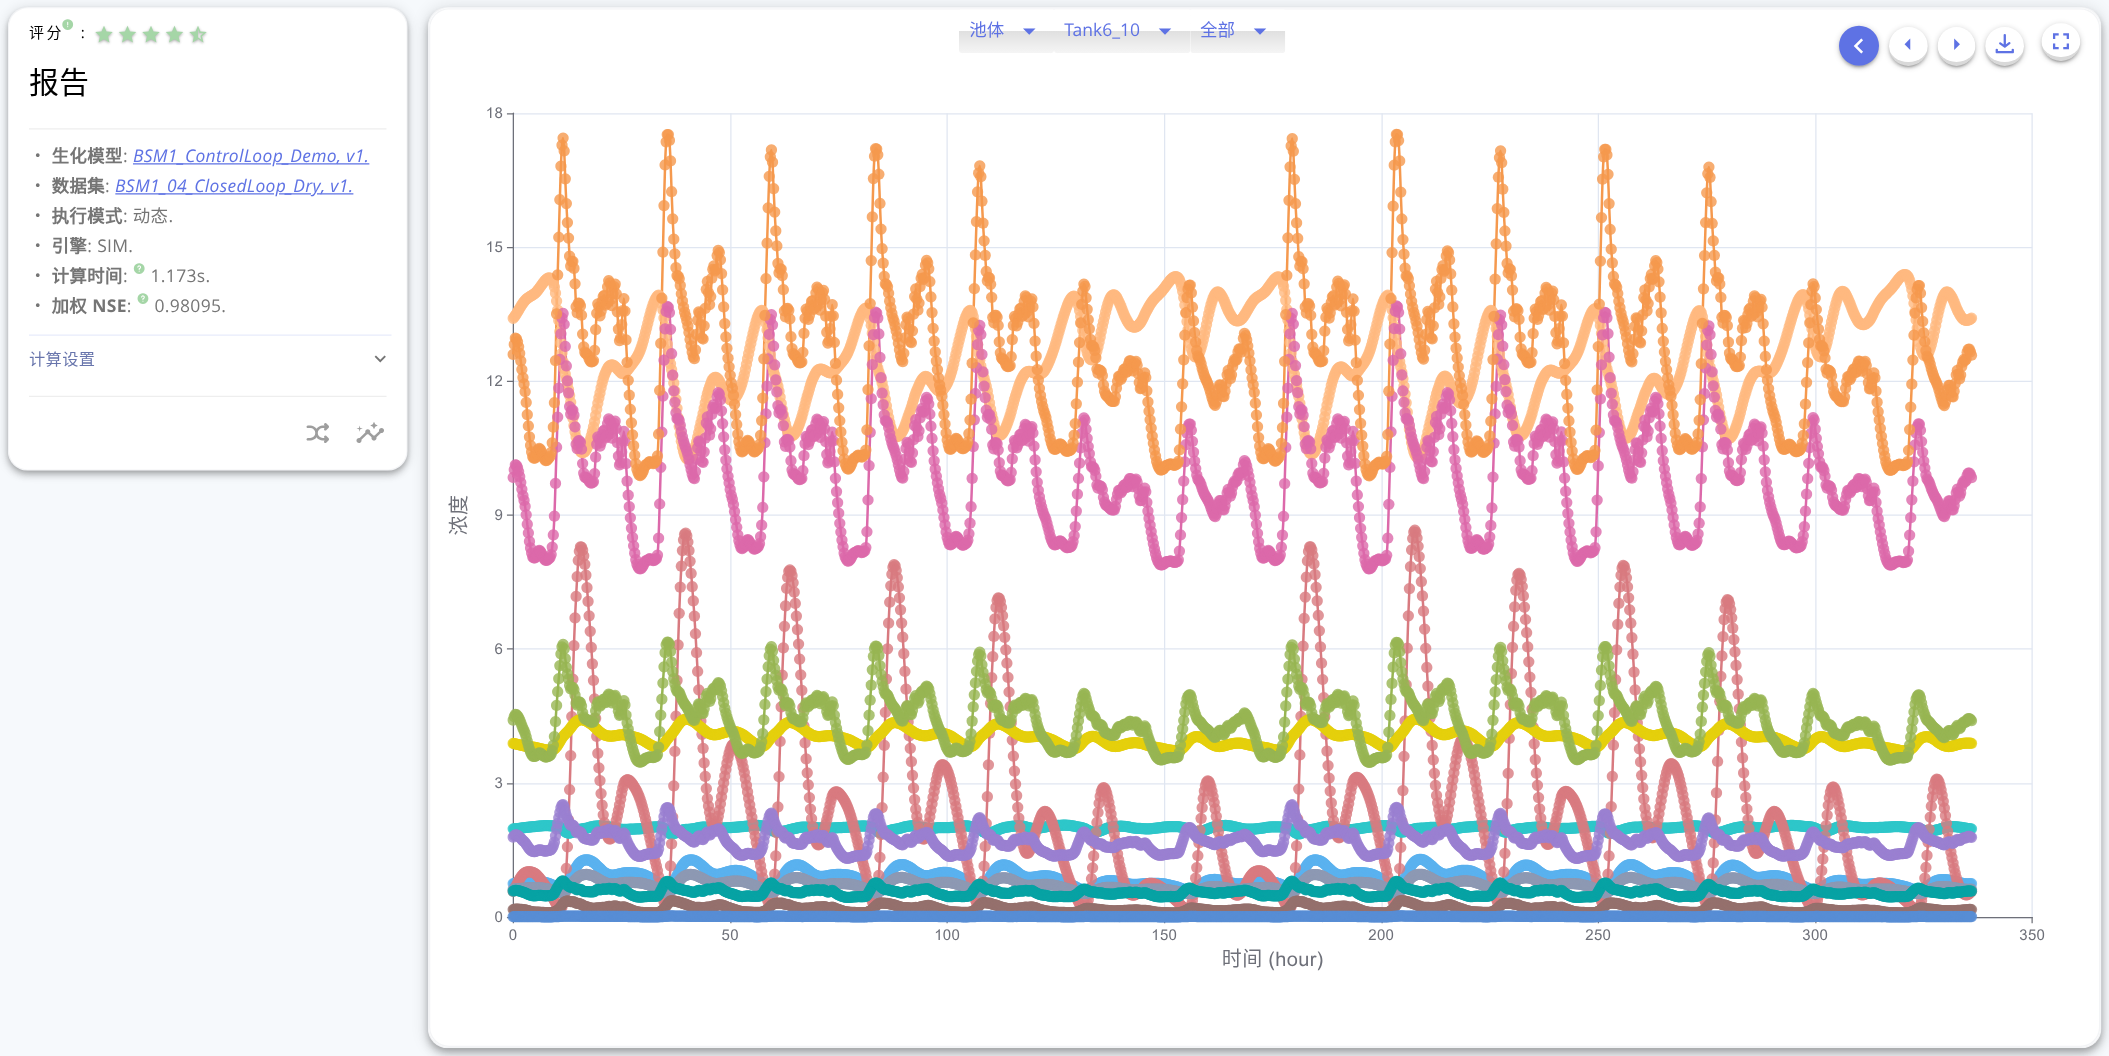 评分 :
报告
• 生化模型: BSM1_ControlLoop_Demo, v1.
• 数据集: BSM1_04_ClosedLoop_Dry, v1.
• 执行模式: 动态.
• 引擎: SIM.
• 计算时间: ? 1.173s.
• 加权 NSE: ? 0.98095.
计算设置
池体 Tank6_10 全部
18
15
12
9
6
3
0
浓度
0 50 100 150 200 250 300 350
时间 (hour)